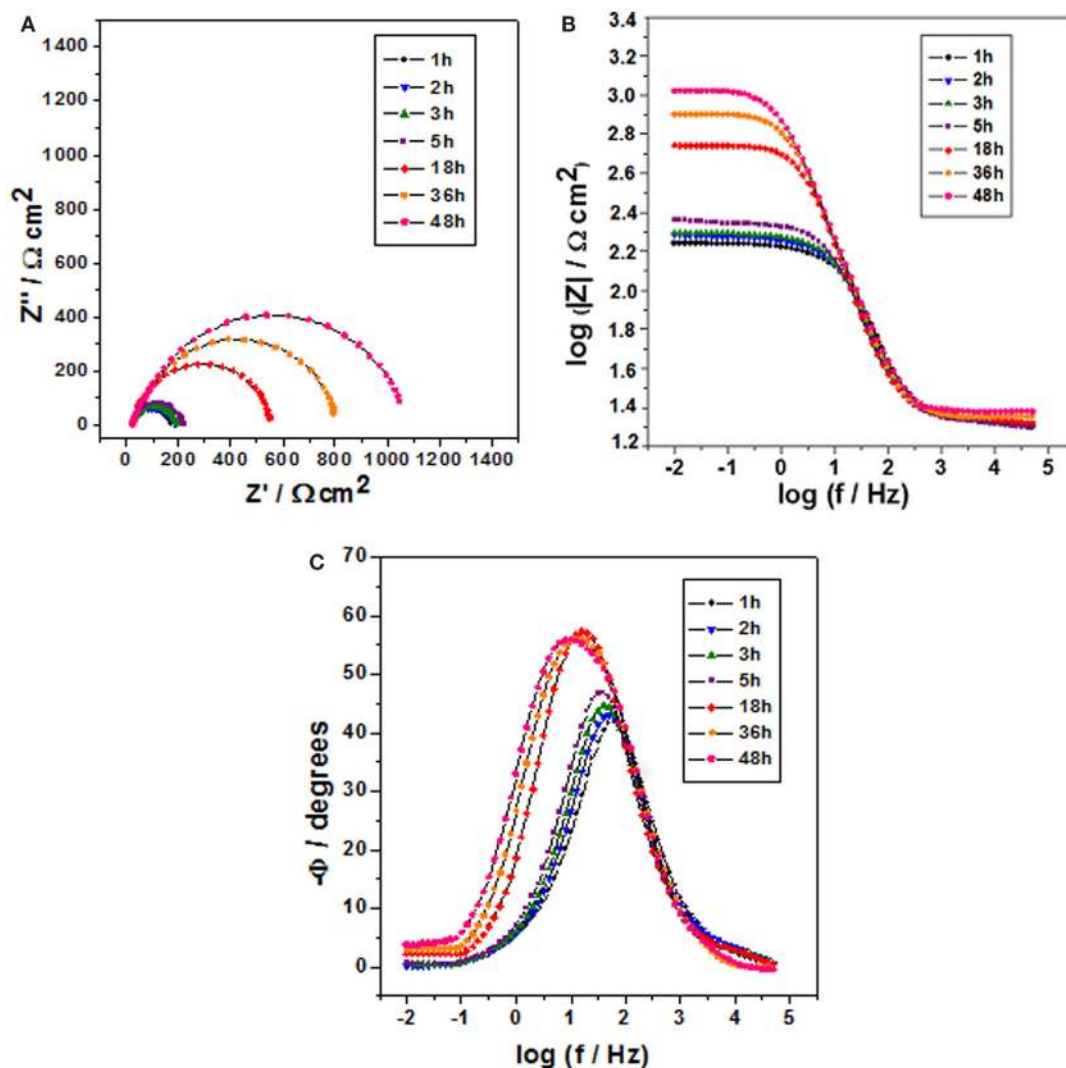 A
1400
1200
1000
800
600
400
200
0
Z'' / Ω cm2
0 200 400 600 800 1000 1200 1400
Z' / Ω cm2
1h
2h
3h
5h
18h
36h
48h
B
3.4
3.2
3.0
2.8
2.6
2.4
2.2
2.0
1.8
1.6
1.4
1.2
log (|Z| / Ω cm2)
-2 -1 0 1 2 3 4 5
log (f / Hz)
1h
2h
3h
5h
18h
36h
48h
C
70
60
50
40
30
20
10
0
-Φ / degrees
-2 -1 0 1 2 3 4 5
log (f / Hz)
1h
2h
3h
5h
18h
36h
48h